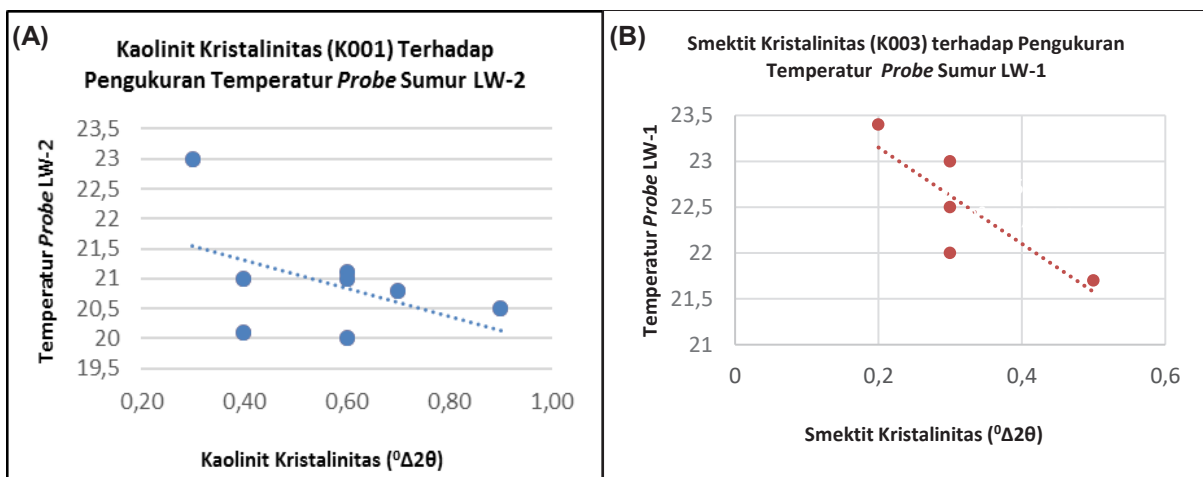 (A)
Kaolinit Kristalinitas (K001) Terhadap
Pengukuran Temperatur Probe Sumur LW-2
Temperatur Probe LW-2
23,5
23
22,5
22
21,5
21
20,5
20
19,5
0,20 0,40 0,60 0,80 1,00
Kaolinit Kristalinitas (⁰Δ2θ)
(B)
Smektit Kristalinitas (K003) terhadap Pengukuran
Temperatur Probe Sumur LW-1
Temperatur Probe LW-1
23,5
23
22,5
22
21,5
21
0 0,2 0,4 0,6
Smektit Kristalinitas (⁰Δ2θ)